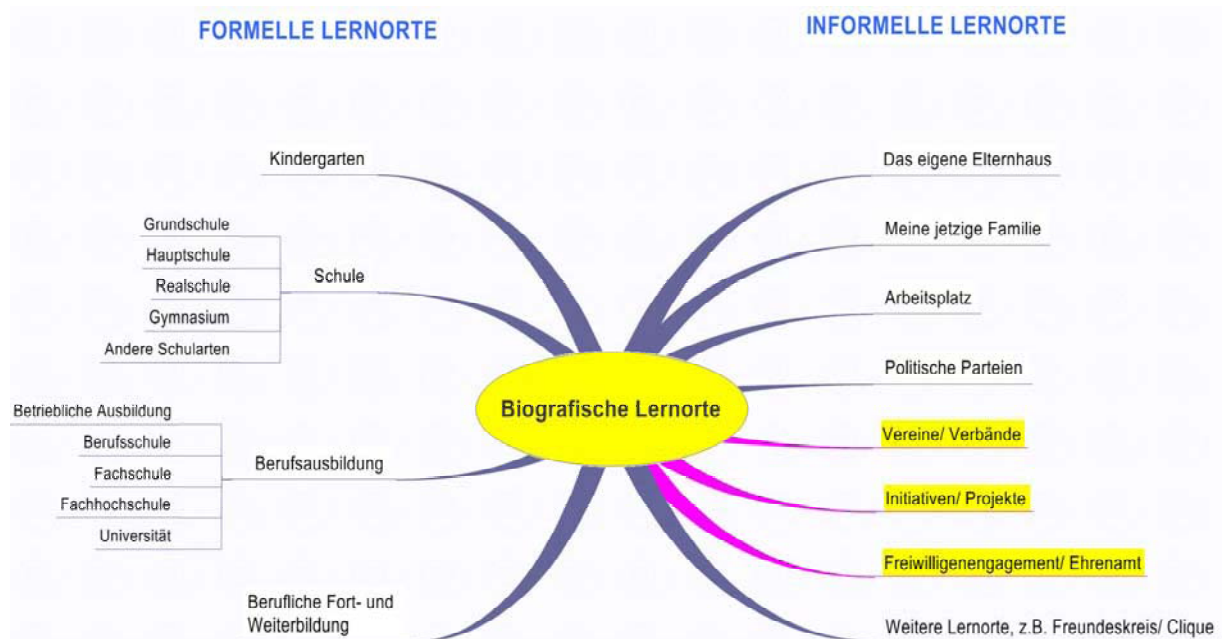 FORMELLE LERNORTE
INFORMELLE LERNORTE
Kindergarten
Grundschule
Hauptschule
Realschule
Gymnasium
Andere Schularten
Schule
Betriebliche Ausbildung
Berufsschule
Fachschule
Fachhochschule
Universität
Berufsausbildung
Berufliche Fort- und
Weiterbildung
Biografische Lernorte
Das eigene Elternhaus
Meine jetzige Familie
Arbeitsplatz
Politische Parteien
Vereine/ Verbände
Initiativen/ Projekte
Freiwilligenengagement/ Ehrenamt
Weitere Lernorte, z.B. Freundeskreis/ Clique